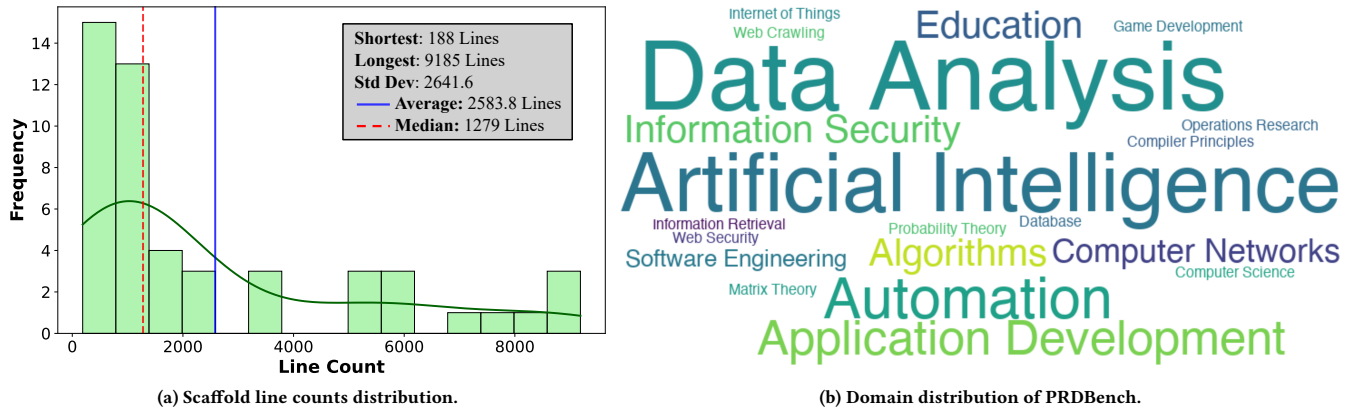 14
12
10
8
6
4
2
0
Frequency
0 2000 4000 6000 8000
Line Count
Shortest: 188 Lines
Longest: 9185 Lines
Std Dev: 2641.6
Average: 2583.8 Lines
Median: 1279 Lines
(a) Scaffold line counts distribution.
Internet of Things
Web Crawling
Education
Game Development
Data Analysis
Information Security
Operations Research
Compiler Principles
Artificial Intelligence
Information Retrieval
Web Security
Probability Theory
Database
Software Engineering
Algorithms
Computer Networks
Computer Science
Matrix Theory
Automation
Application Development
(b) Domain distribution of PRDBench.